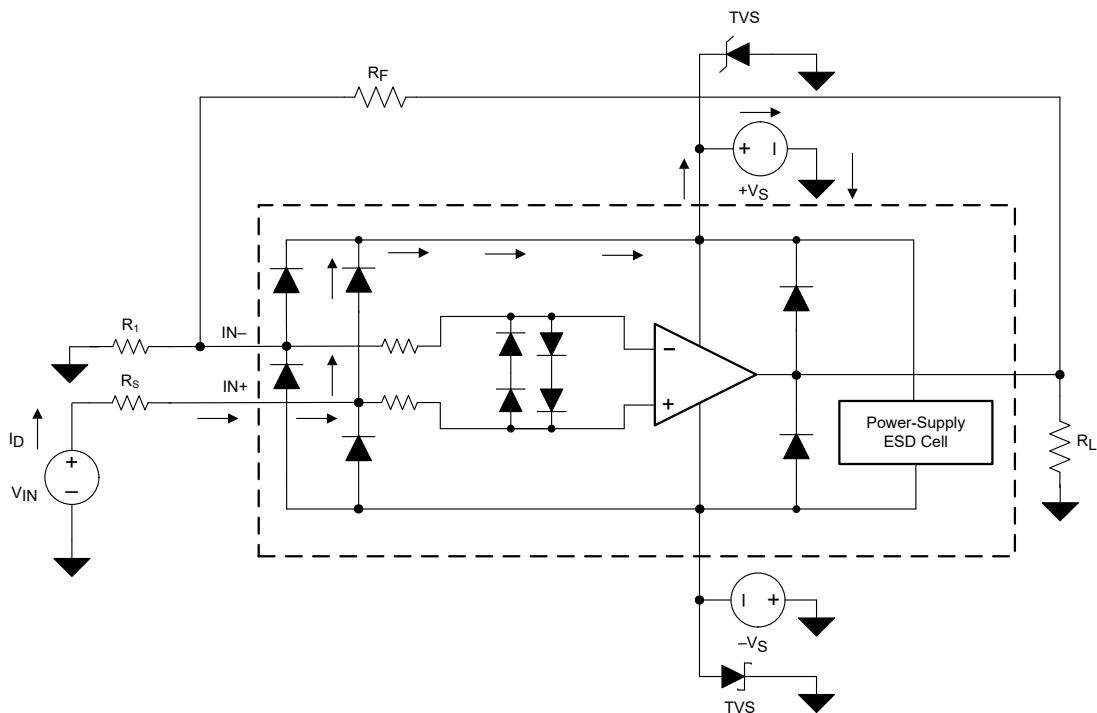 TVS
RF
+ –
+VS
R1
IN–
RS
IN+
ID
+
–
VIN
–
+
Power-Supply
ESD Cell
RL
– +
–VS
TVS